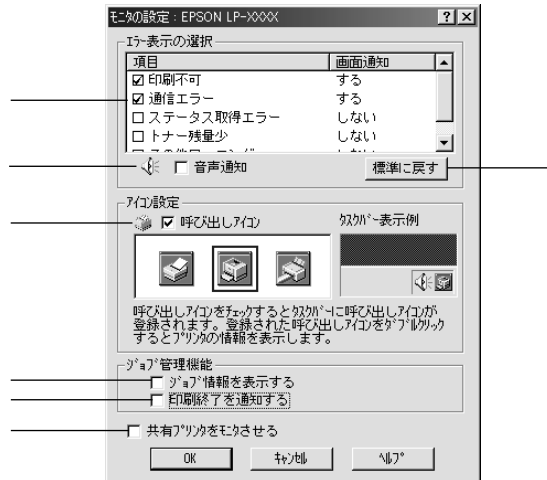 ﾓﾆﾀの設定：EPSON LP-XXXX
ｴﾗｰ表示の選択
項目 画面通知
印刷不可 する
通信エラー する
ステータス取得エラー しない
トナー残量少 しない
音声通知 標準に戻す
ｱｲｺﾝ設定
呼び出しｱｲｺﾝ ﾀｽｸﾊﾞｰ表示例
呼び出しｱｲｺﾝをﾁｪｯｸするとﾀｽｸﾊﾞｰに呼び出しｱｲｺﾝが
登録されます。登録された呼び出しｱｲｺﾝをﾀﾞﾌﾞﾙｸﾘｯｸ
するとﾌﾟﾘﾝﾀの情報を表示します。
ｼﾞｮﾌﾞ管理機能
ｼﾞｮﾌﾞ情報を表示する
印刷終了を通知する
共有ﾌﾟﾘﾝﾀをﾓﾆﾀさせる
OK ｷｬﾝｾﾙ ﾍﾙﾌﾟ